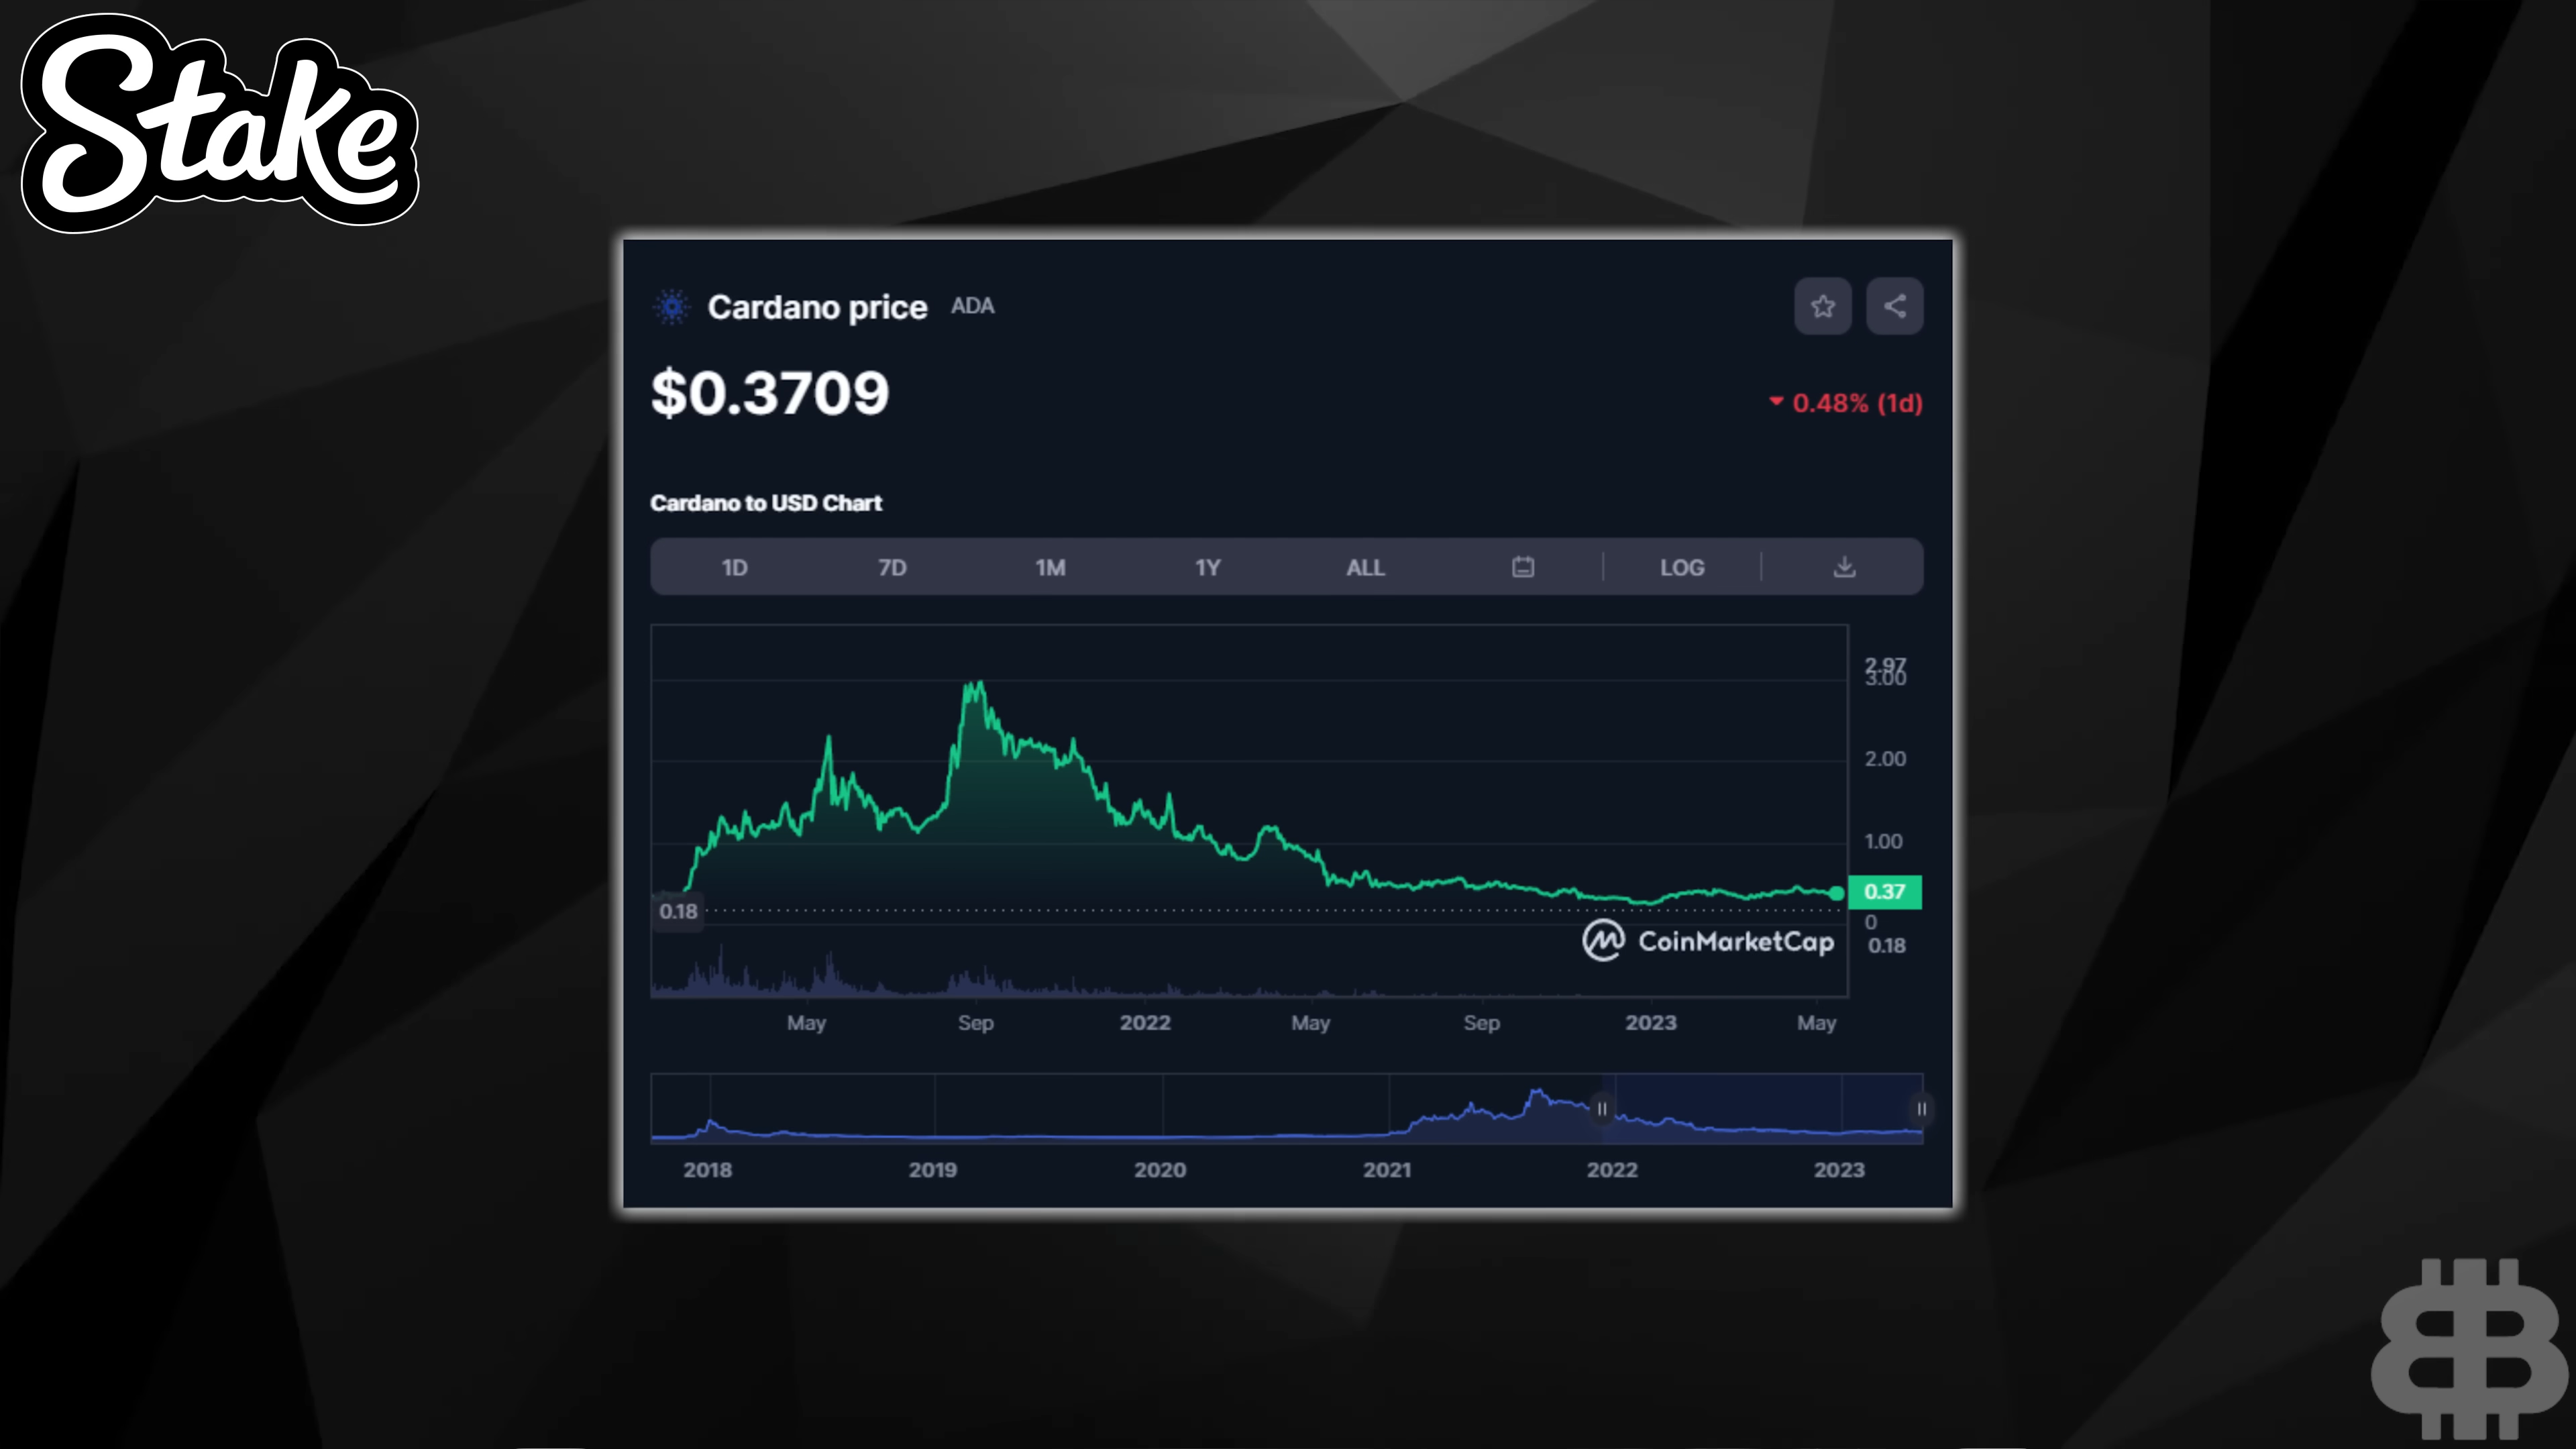 Stake
Cardano price ADA
$0.3709
0.48% (1d)
Cardano to USD Chart
1D 7D 1M 1Y ALL LOG
2.97
3.00
2.00
1.00
0.37
0.18
0
0.18
CoinMarketCap
May Sep 2022 May Sep 2023 May
2018 2019 2020 2021 2022 2023